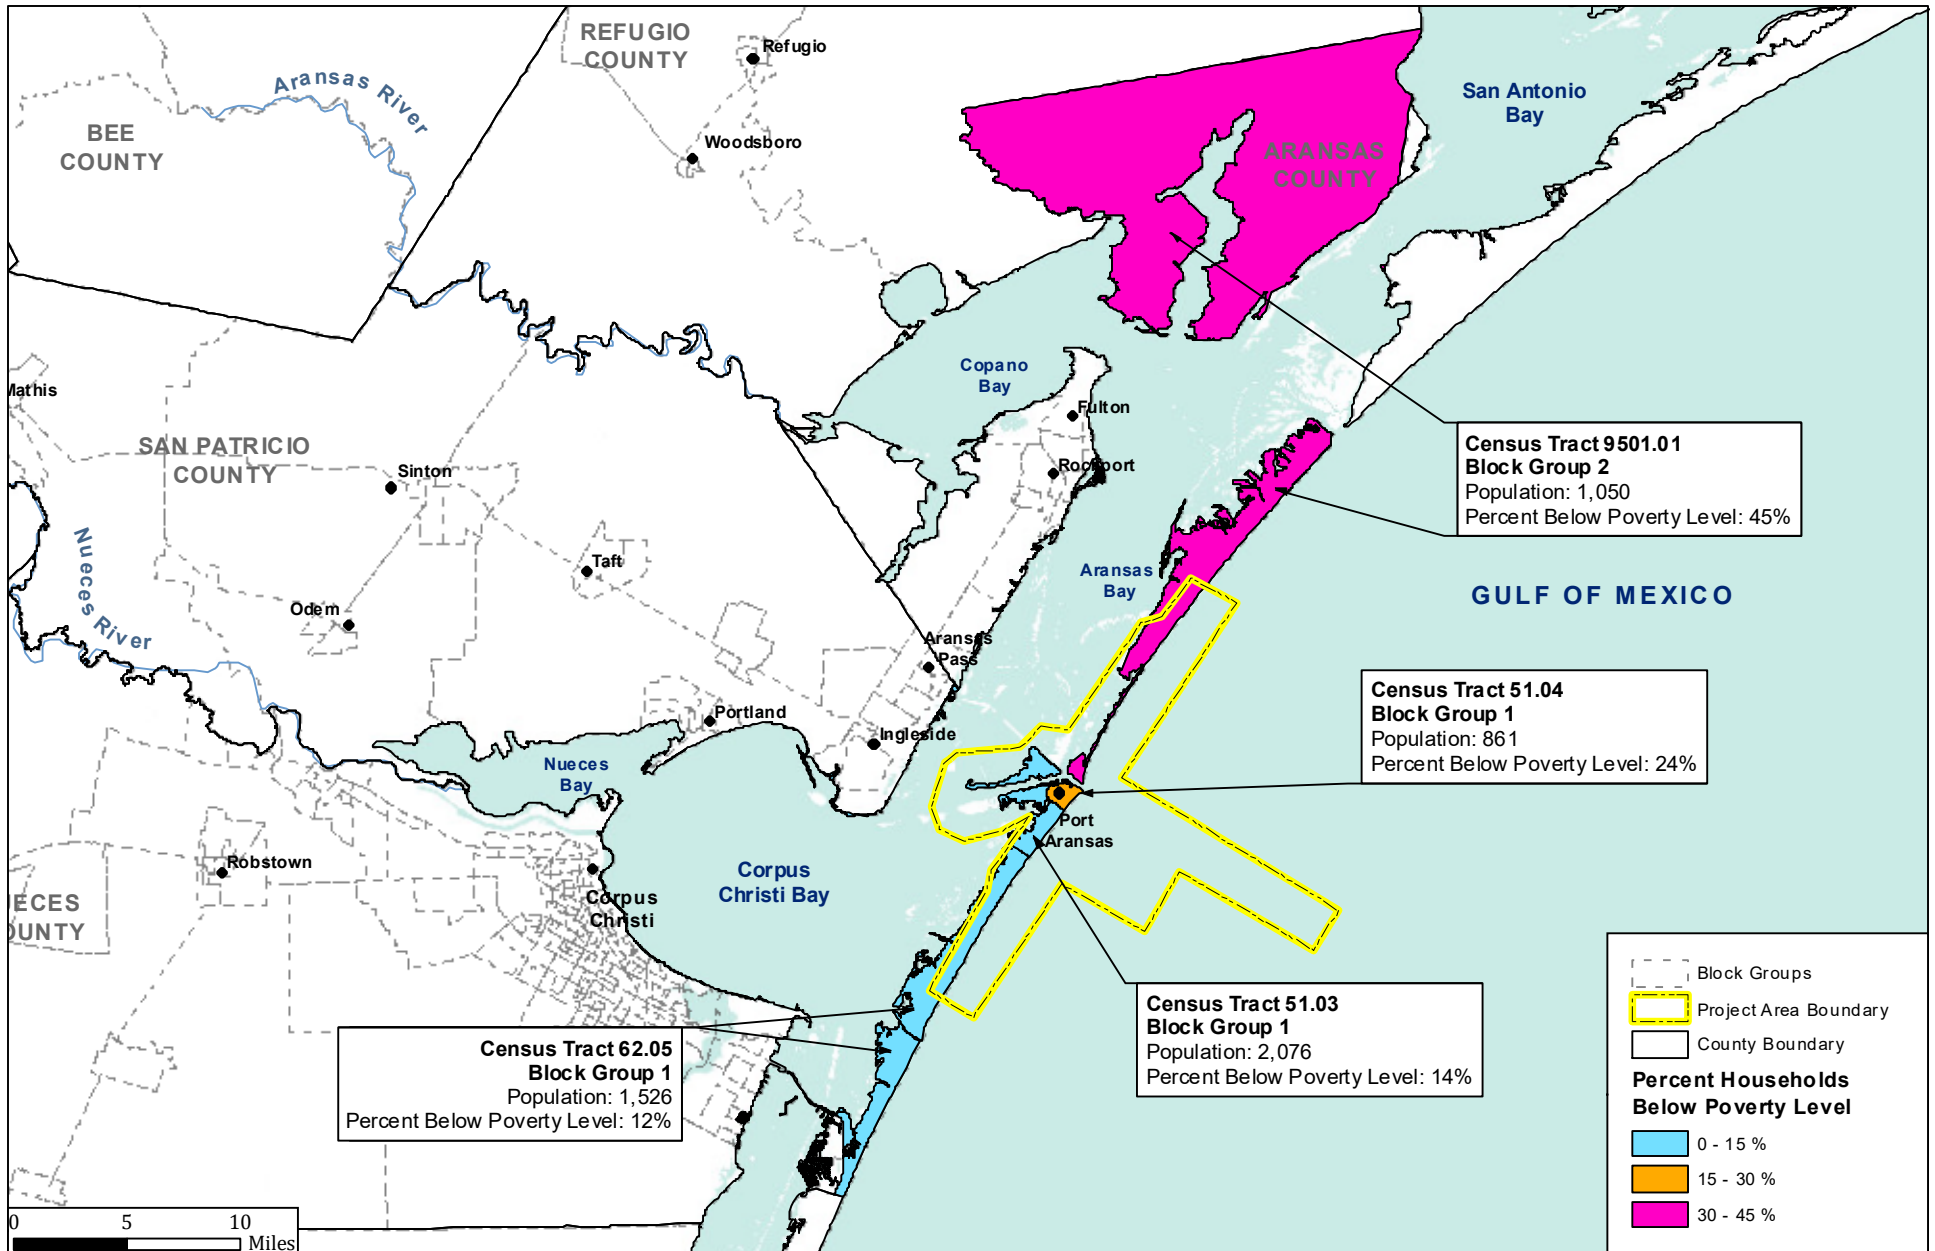 REFUGIO
COUNTY
Refugio
Aransas River
BEE
COUNTY
Woodsboro
San Antonio
Bay
ARANSAS
COUNTY
Copano
Bay
Mathis
Fulton
SAN PATRICIO
COUNTY
Sinton
Rockport
Census Tract 9501.01
Block Group 2
Population: 1,050
Percent Below Poverty Level: 45%
Nueces River
Taft
Aransas
Bay
GULF OF MEXICO
Odem
Aransas
Pass
Census Tract 51.04
Block Group 1
Population: 861
Percent Below Poverty Level: 24%
Portland
Ingleside
Nueces
Bay
Port
Aransas
Robstown
Corpus
Christi Bay
Corpus
Christi
UECES
OUNTY
Census Tract 51.03
Block Group 1
Population: 2,076
Percent Below Poverty Level: 14%
Census Tract 62.05
Block Group 1
Population: 1,526
Percent Below Poverty Level: 12%
Block Groups
Project Area Boundary
County Boundary
Percent Households
Below Poverty Level
0 - 15 %
15 - 30 %
30 - 45 %
0 5 10
Miles